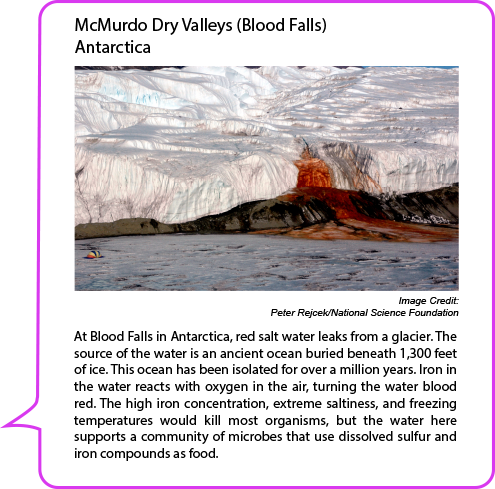 McMurdo Dry Valleys (Blood Falls)
Antarctica
Image Credit:
Peter Rejcek/National Science Foundation
At Blood Falls in Antarctica, red salt water leaks from a glacier. The
source of the water is an ancient ocean buried beneath 1,300 feet
of ice. This ocean has been isolated for over a million years. Iron in
the water reacts with oxygen in the air, turning the water blood
red. The high iron concentration, extreme saltiness, and freezing
temperatures would kill most organisms, but the water here
supports a community of microbes that use dissolved sulfur and
iron compounds as food.